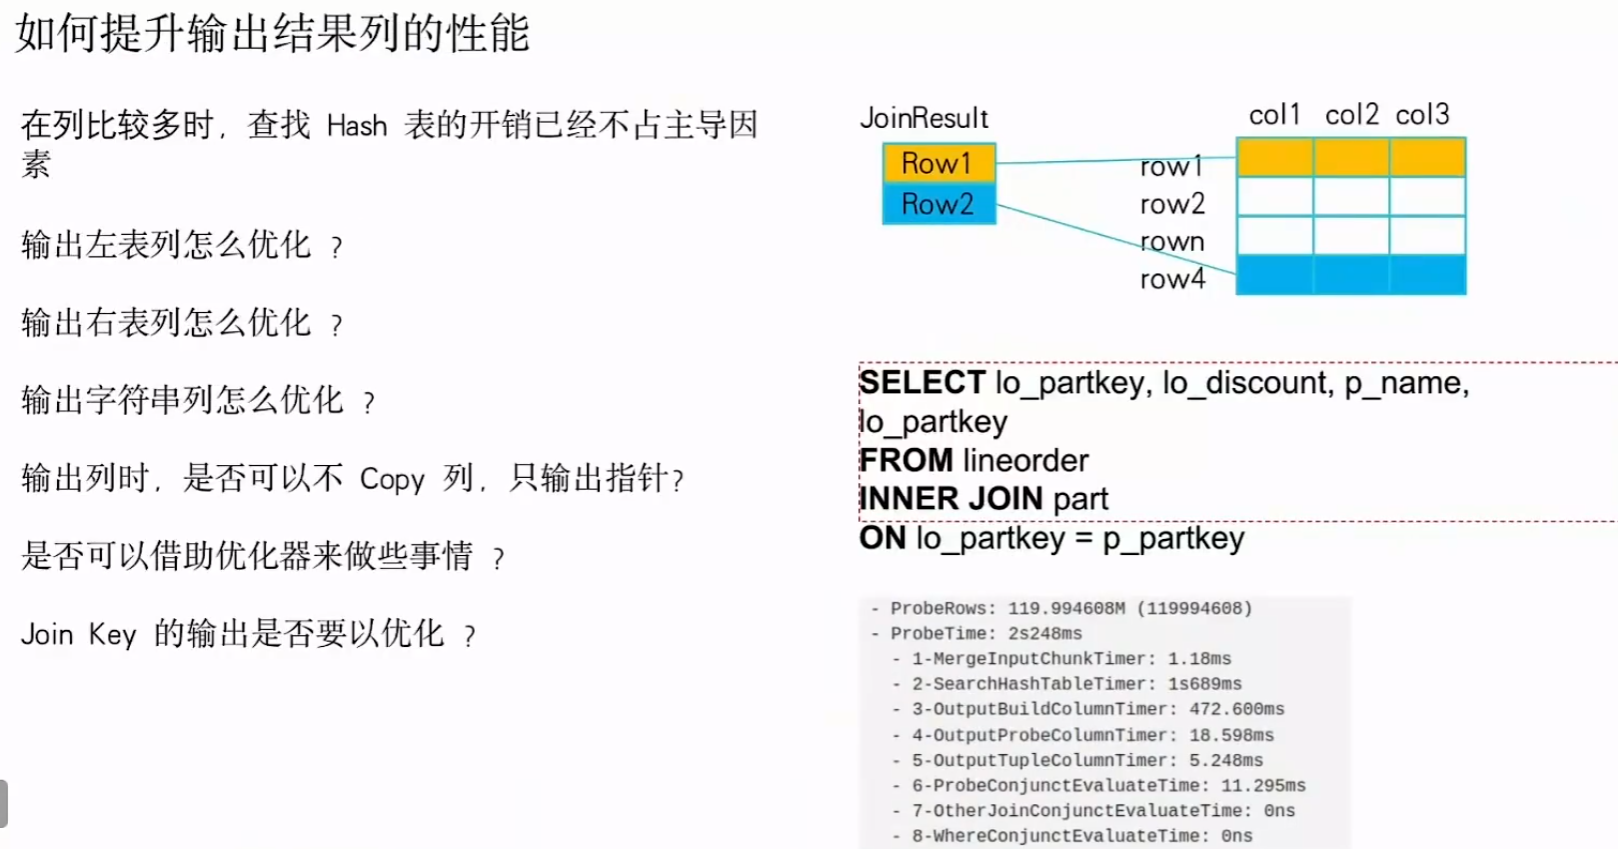 如何提升输出结果列的性能
在列比较多时，查找 Hash 表的开销已经不占主导因
素
输出左表列怎么优化 ？
输出右表列怎么优化 ？
输出字符串列怎么优化 ？
输出列时，是否可以不 Copy 列，只输出指针？
是否可以借助优化器来做些事情 ？
Join Key 的输出是否要以优化 ？
JoinResult
Row1
Row2
col1 col2 col3
row1
row2
rown
row4
SELECT lo_partkey, lo_discount, p_name,
lo_partkey
FROM lineorder
INNER JOIN part
ON lo_partkey = p_partkey
- ProbeRows: 119.994608M (119994608)
- ProbeTime: 2s248ms
- 1-MergeInputChunkTimer: 1.18ms
- 2-SearchHashTableTimer: 1s689ms
- 3-OutputBuildColumnTimer: 472.600ms
- 4-OutputProbeColumnTimer: 18.598ms
- 5-OutputTupleColumnTimer: 5.248ms
- 6-ProbeConjunctEvaluateTime: 11.295ms
- 7-OtherJoinConjunctEvaluateTime: 0ns
- 8-WhereConjunctEvaluateTime: 0ns